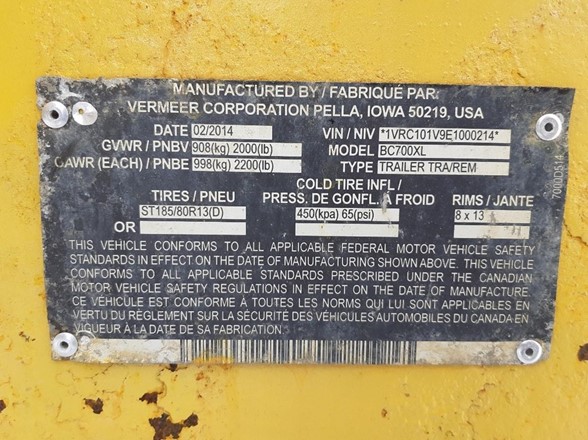 MANUFACTURED BY / FABRIQUÉ PAR:
VERMEER CORPORATION PELLA, IOWA 50219, USA
DATE 02/2014 VIN / NIV *1VRC101V9E1000214*
GVWR / PNBV 908(kg) 2000(lb) MODEL BC700XL
GAWR (EACH) / PNBE 998(kg) 2200(lb) TYPE TRAILER TRA/REM
TIRES / PNEU COLD TIRE INFL / PRESS. DE GONFL. À FROID RIMS / JANTE
ST185/80R13(D) 450(kpa) 65(psi) 8 x 13
OR
THIS VEHICLE CONFORMS TO ALL APPLICABLE FEDERAL MOTOR VEHICLE SAFETY
STANDARDS IN EFFECT ON THE DATE OF MANUFACTURING SHOWN ABOVE. THIS VEHICLE
CONFORMS TO ALL APPLICABLE STANDARDS PRESCRIBED UNDER THE CANADIAN
MOTOR VEHICLE SAFETY REGULATIONS IN EFFECT ON THE DATE OF MANUFACTURE.
CE VÉHICULE EST CONFORME À TOUTES LES NORMS QUI LUI SONT APPLICABLES EN
VERTU DU RÈGLEMENT SUR LA SÉCURITÉ DES VÉHICULES AUTOMOBILES DU CANADA EN
VIGUEUR À LA DATE DE SA FABRICATION.
7000D514